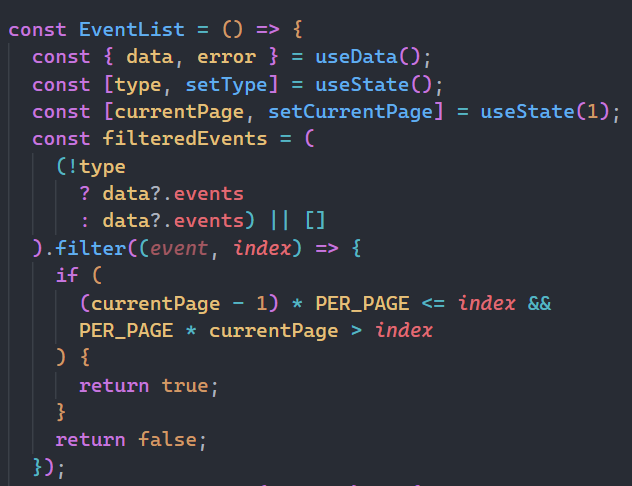 const EventList = () => {
const { data, error } = useData();
const [type, setType] = useState();
const [currentPage, setCurrentPage] = useState(1);
const filteredEvents = (
(!type
? data?.events
: data?.events) || []
).filter((event, index) => {
if (
(currentPage - 1) * PER_PAGE <= index &&
PER_PAGE * currentPage > index
) {
return true;
}
return false;
});